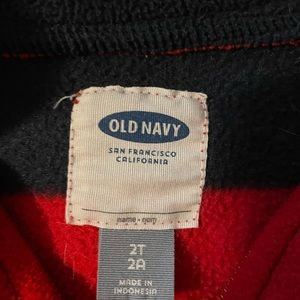 OLD NAVY
SAN FRANCISCO
CALIFORNIA
name • nom
2T
2A
MADE IN
INDONESIA